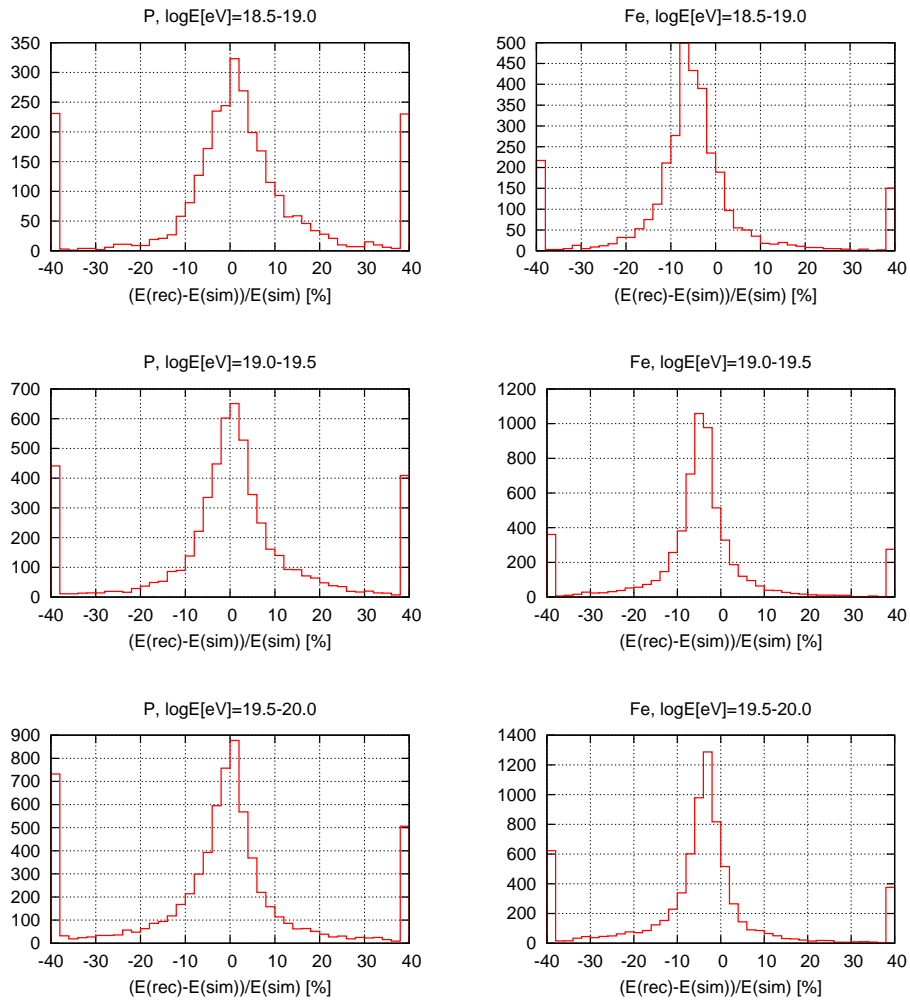 P, logE[eV]=18.5-19.0
350
300
250
200
150
100
50
0
-40 -30 -20 -10 0 10 20 30 40
(E(rec)-E(sim))/E(sim) [%]
Fe, logE[eV]=18.5-19.0
500
450
400
350
300
250
200
150
100
50
0
-40 -30 -20 -10 0 10 20 30 40
(E(rec)-E(sim))/E(sim) [%]
P, logE[eV]=19.0-19.5
700
600
500
400
300
200
100
0
-40 -30 -20 -10 0 10 20 30 40
(E(rec)-E(sim))/E(sim) [%]
Fe, logE[eV]=19.0-19.5
1200
1000
800
600
400
200
0
-40 -30 -20 -10 0 10 20 30 40
(E(rec)-E(sim))/E(sim) [%]
P, logE[eV]=19.5-20.0
900
800
700
600
500
400
300
200
100
0
-40 -30 -20 -10 0 10 20 30 40
(E(rec)-E(sim))/E(sim) [%]
Fe, logE[eV]=19.5-20.0
1400
1200
1000
800
600
400
200
0
-40 -30 -20 -10 0 10 20 30 40
(E(rec)-E(sim))/E(sim) [%]